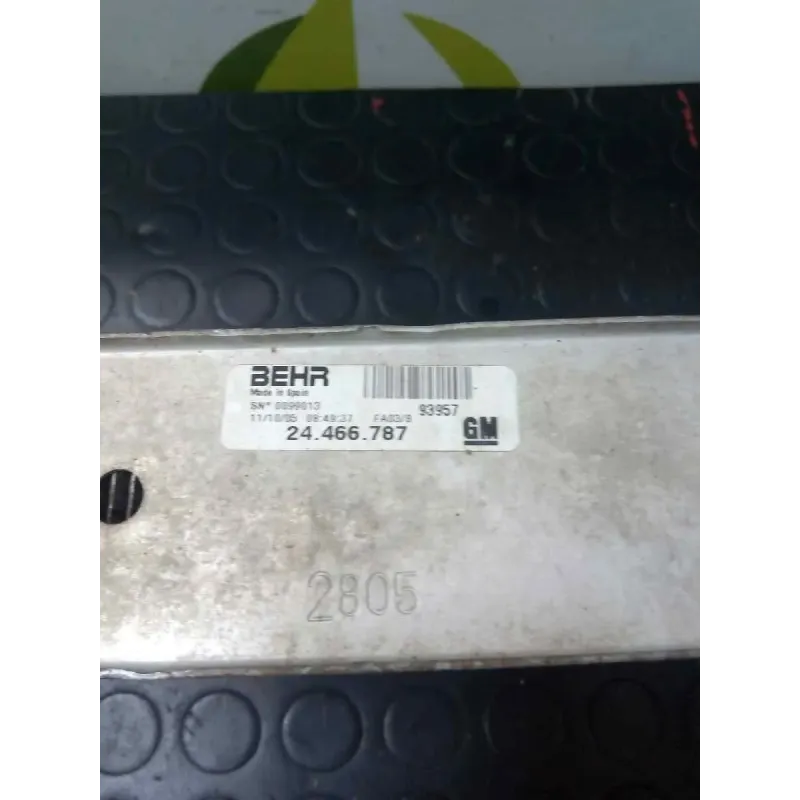 BEHR
Made in Spain
SN° 0099013
93957
11/10/05 09:49:37 FA03/9
24.466.787
GM
2805